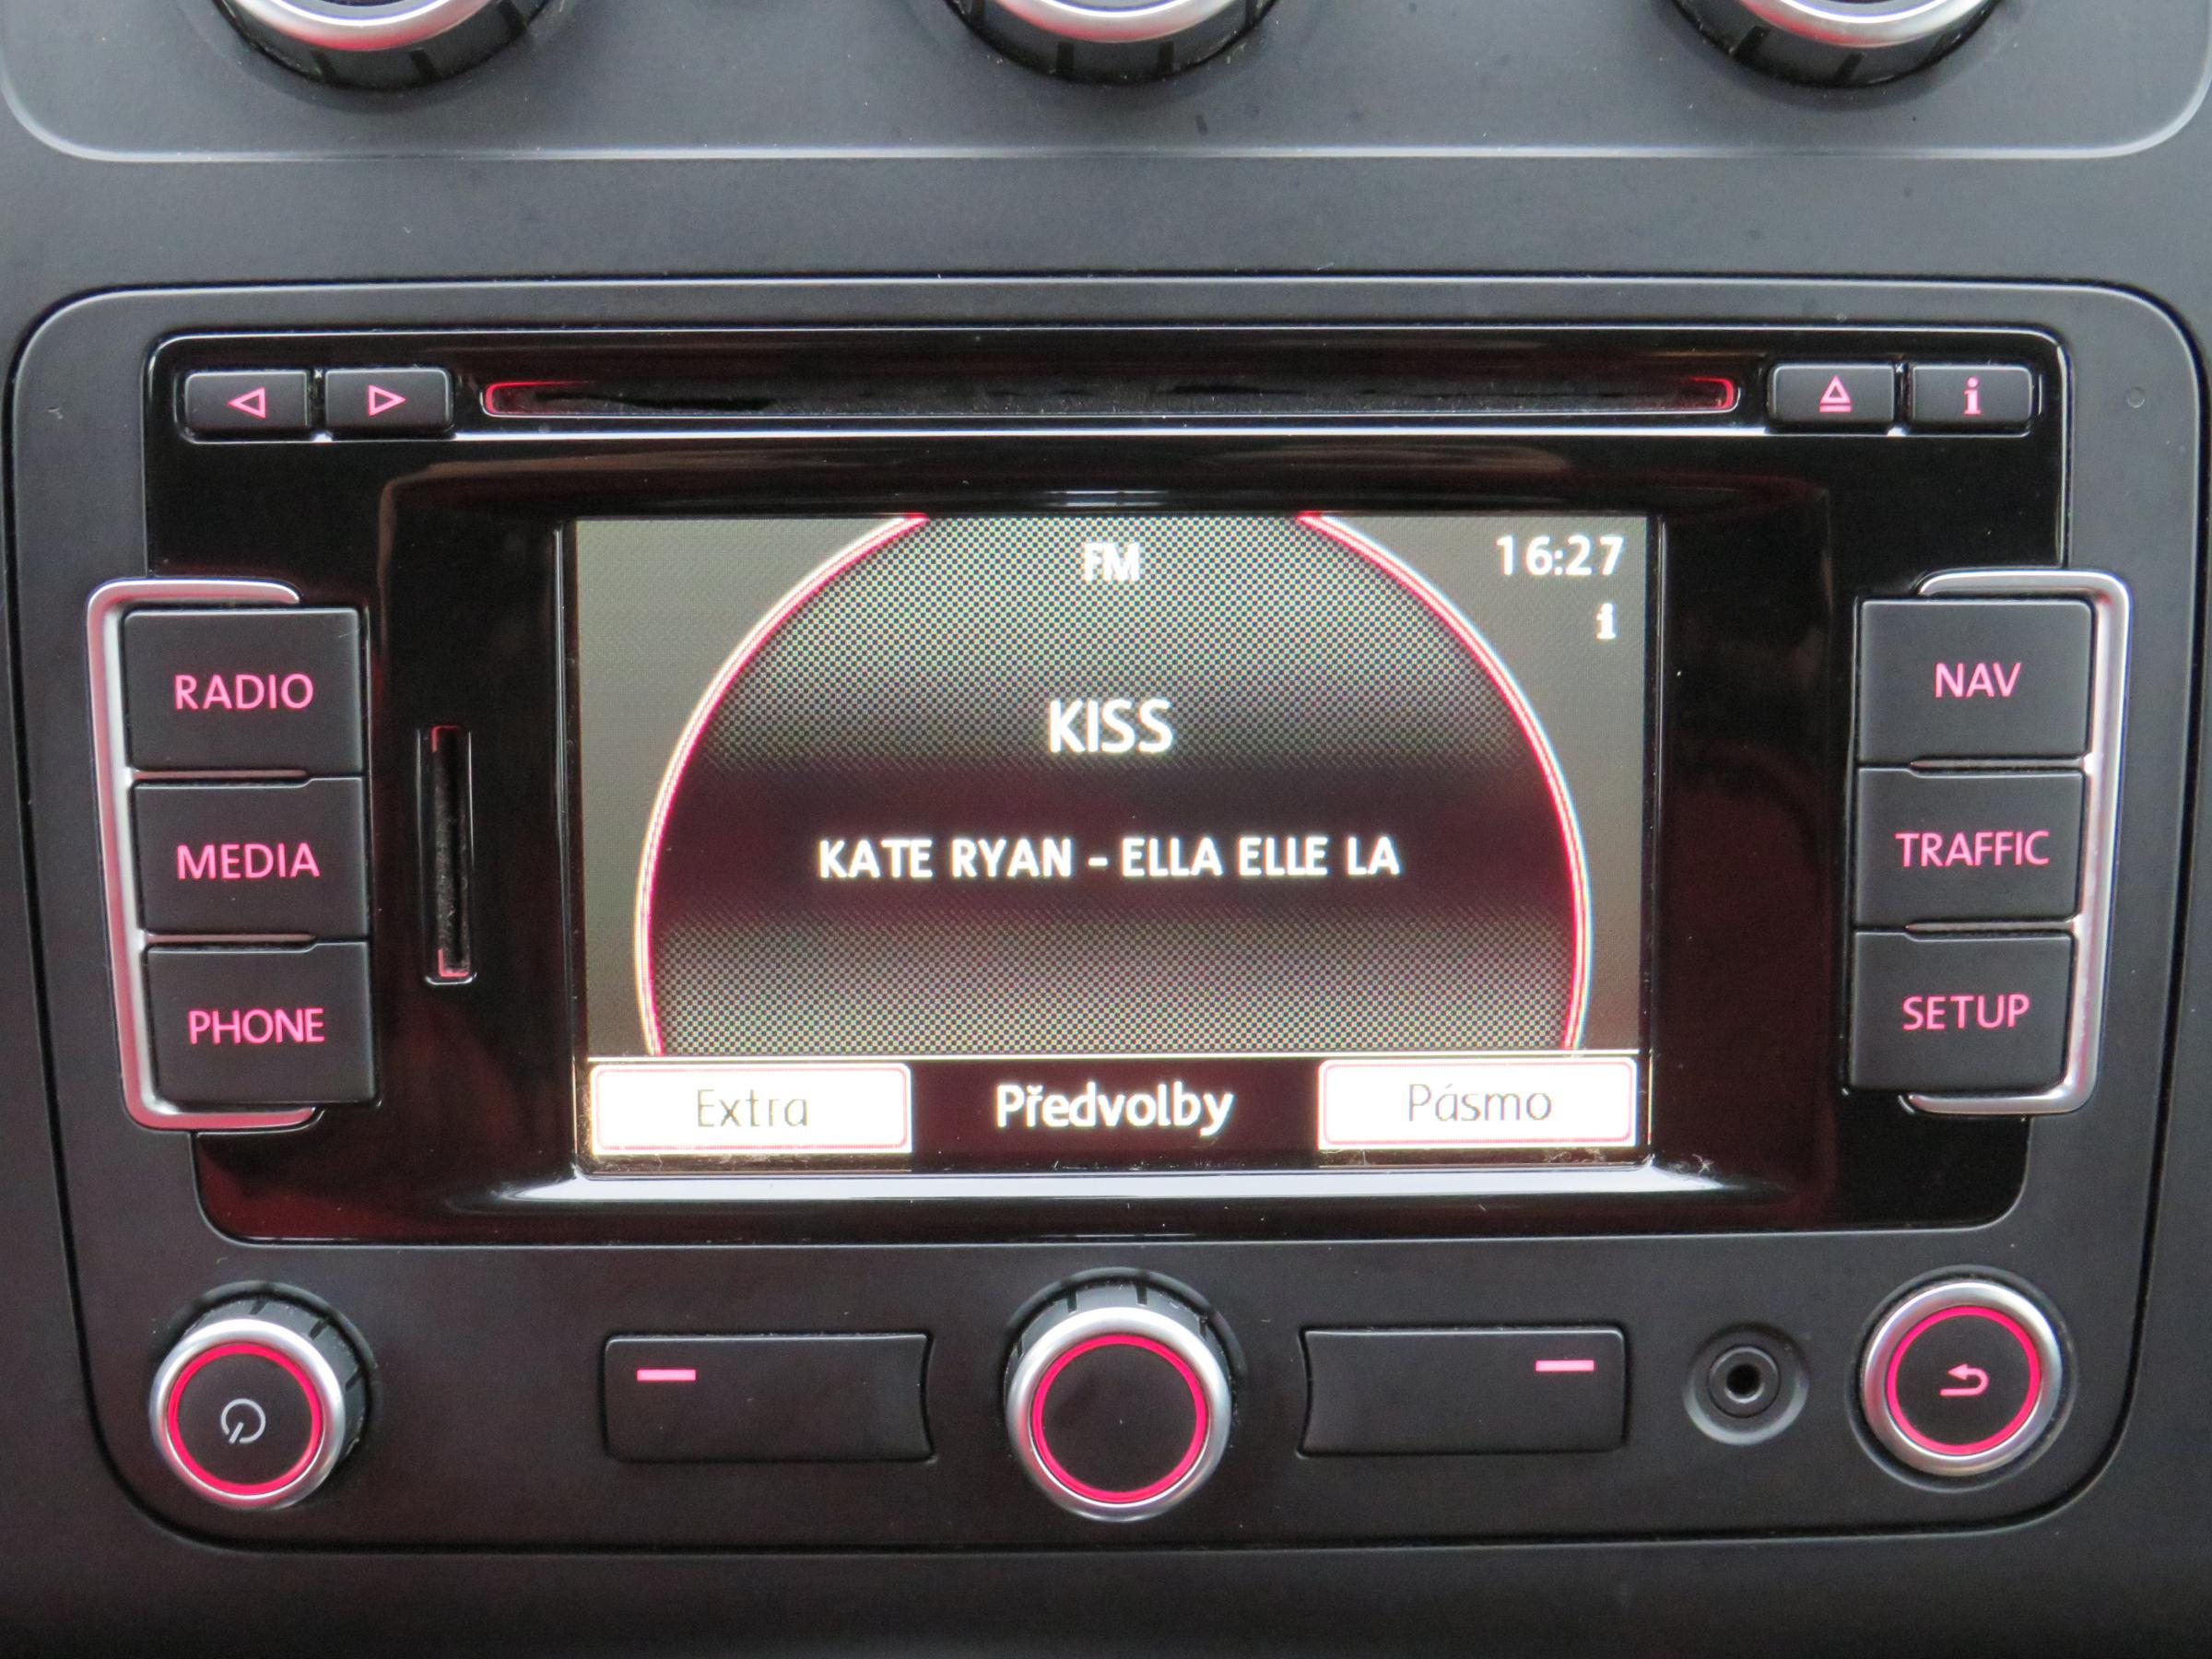 i
FM
16:27
i
RADIO
NAV
KISS
MEDIA
KATE RYAN - ELLA ELLE LA
TRAFFIC
PHONE
SETUP
Extra
Předvolby
Pásmo